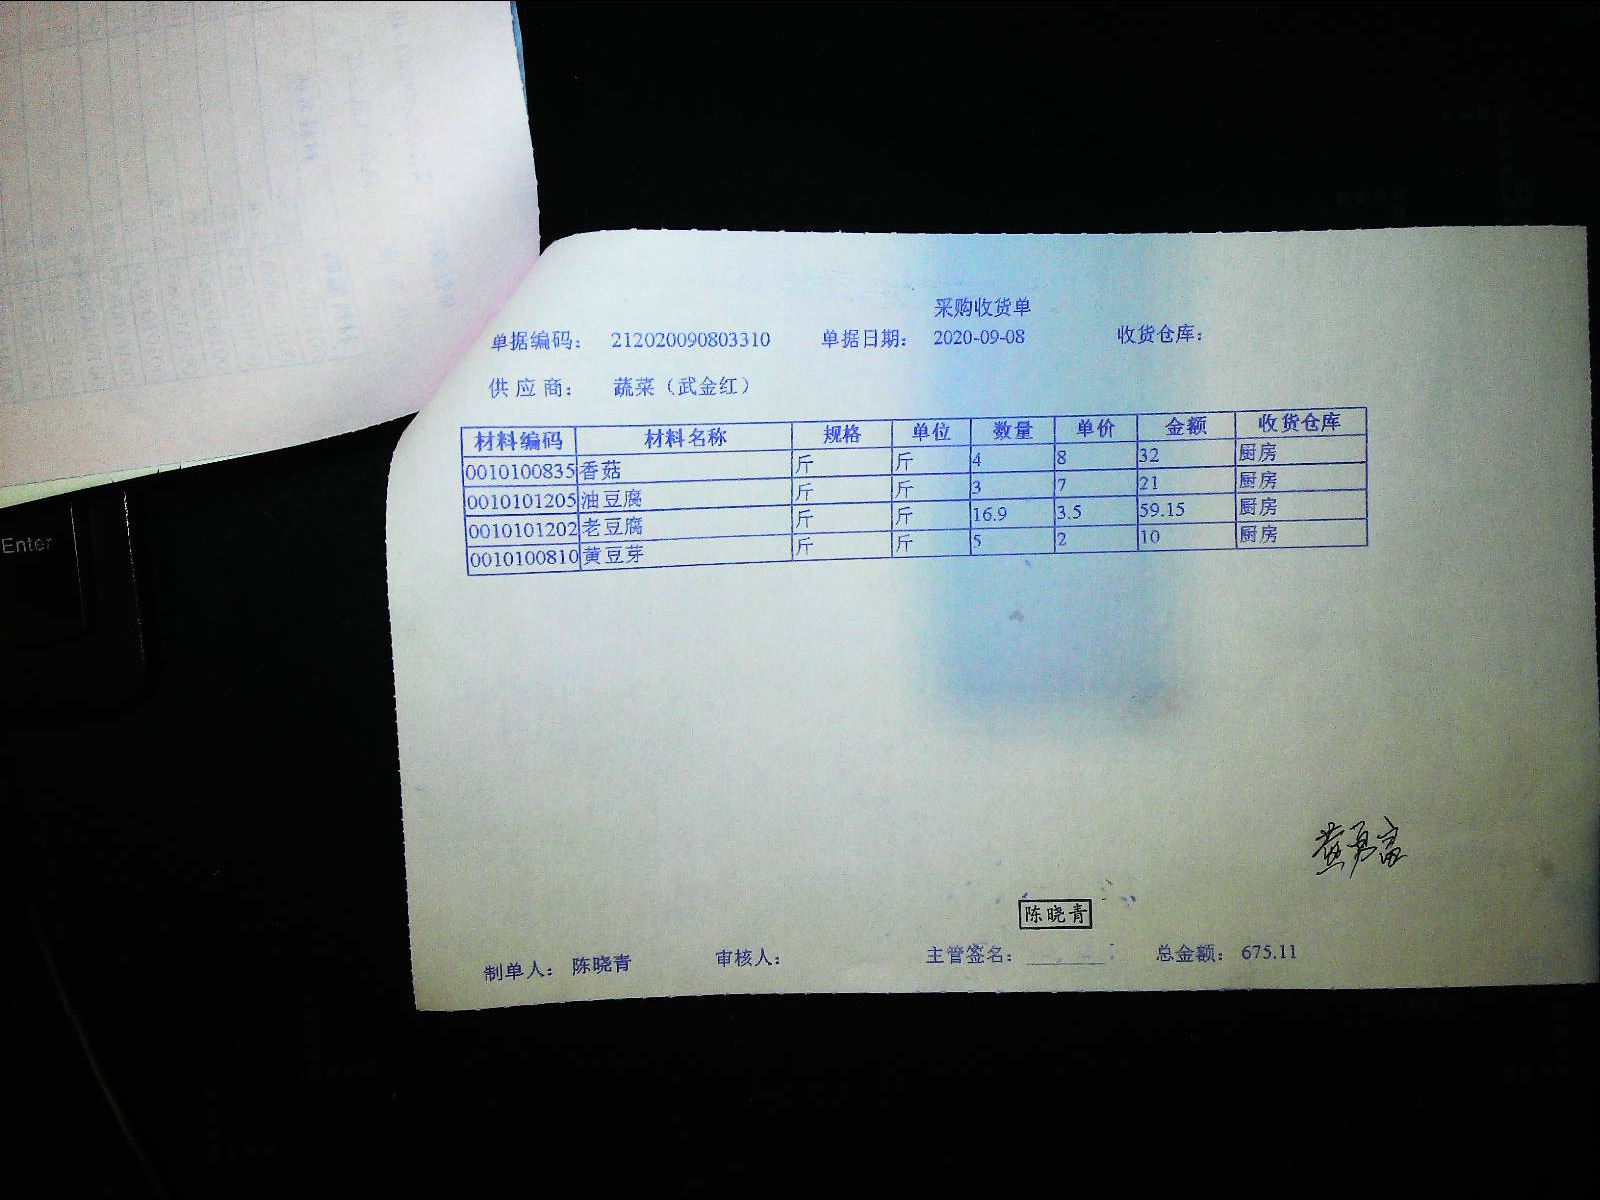 Enter
采购收货单
单据编码： 212020090803310 单据日期： 2020-09-08 收货仓库：
供应商： 蔬菜（武金红）
材料编码 材料名称 规格 单位 数量 单价 金额 收货仓库
0010100835 香菇 斤 斤 4 8 32 厨房
0010101205 油豆腐 斤 斤 3 7 21 厨房
0010101202 老豆腐 斤 斤 16.9 3.5 59.15 厨房
0010100810 黄豆芽 斤 斤 5 2 10 厨房
陈晓青
制单人： 陈晓青 审核人： 主管签名： 总金额： 675.11